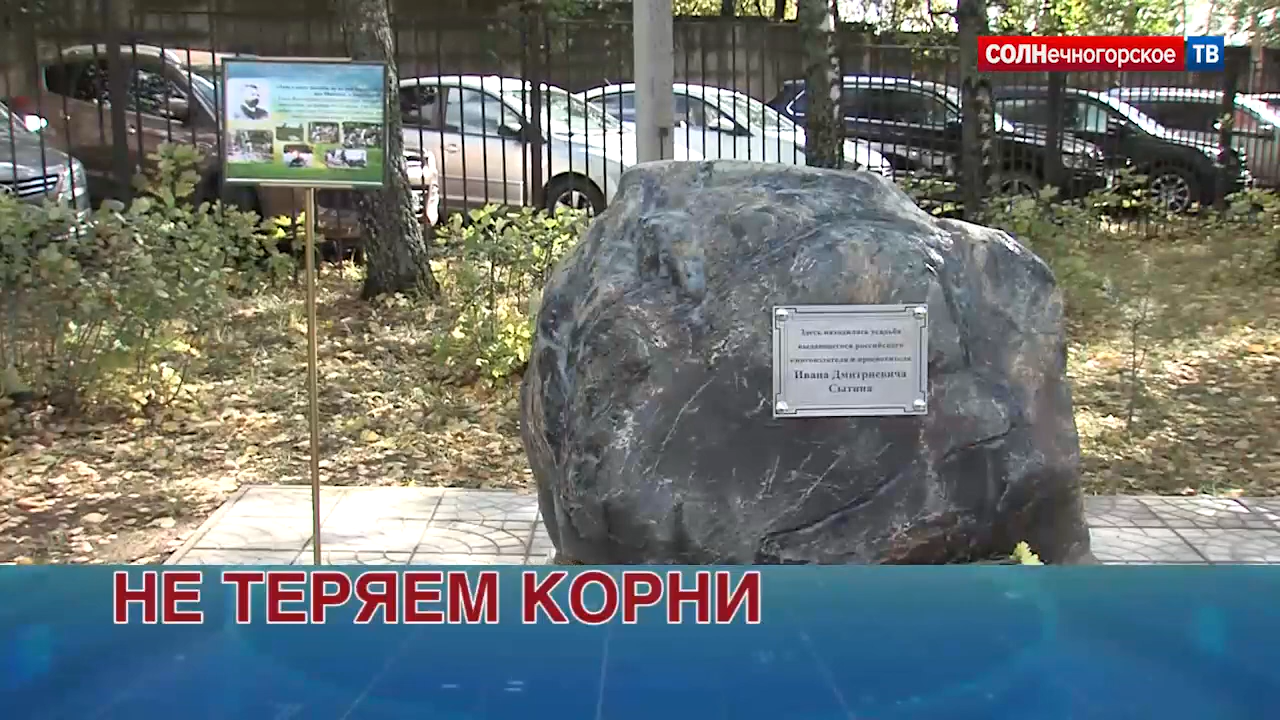 СОЛНечногорское ТВ
Здесь находилась усадьба
выдающегося российского
книгоиздателя и просветителя
Ивана Дмитриевича
Сытина
НЕ ТЕРЯЕМ КОРНИ